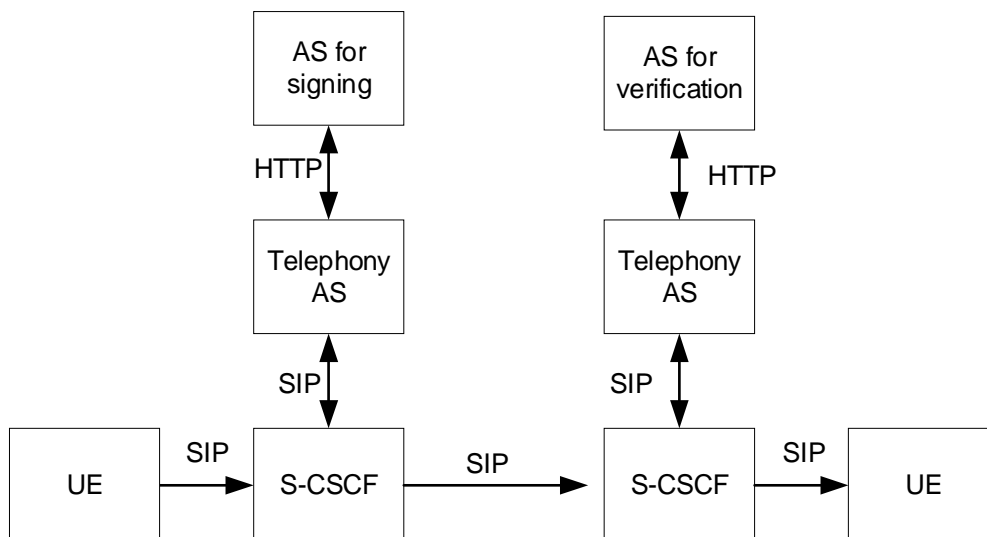 AS for
signing
AS for
verification
HTTP
HTTP
Telephony
AS
Telephony
AS
SIP
SIP
UE
SIP
S-CSCF
SIP
S-CSCF
SIP
UE